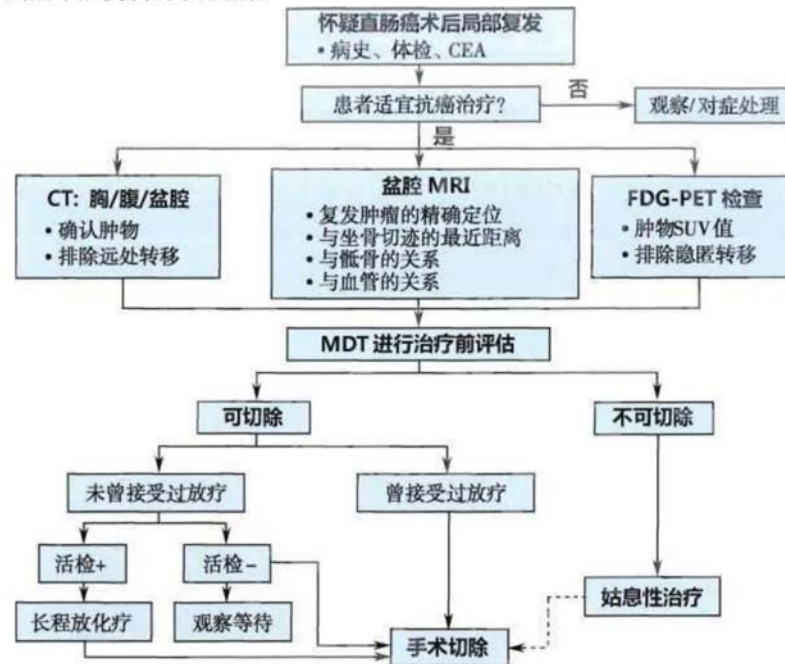 怀疑直肠癌术后局部复发
• 病史、体检、CEA
患者适宜抗癌治疗?
否
观察/对症处理
是
CT: 胸/腹/盆腔
• 确认肿物
• 排除远处转移
盆腔 MRI
• 复发肿瘤的精确定位
• 与坐骨切迹的最近距离
• 与骶骨的关系
• 与血管的关系
FDG-PET 检查
• 肿物SUV值
• 排除隐匿转移
MDT 进行治疗前评估
可切除
不可切除
未曾接受过放疗
曾接受过放疗
活检+
活检-
长程放化疗
观察等待
手术切除
姑息性治疗